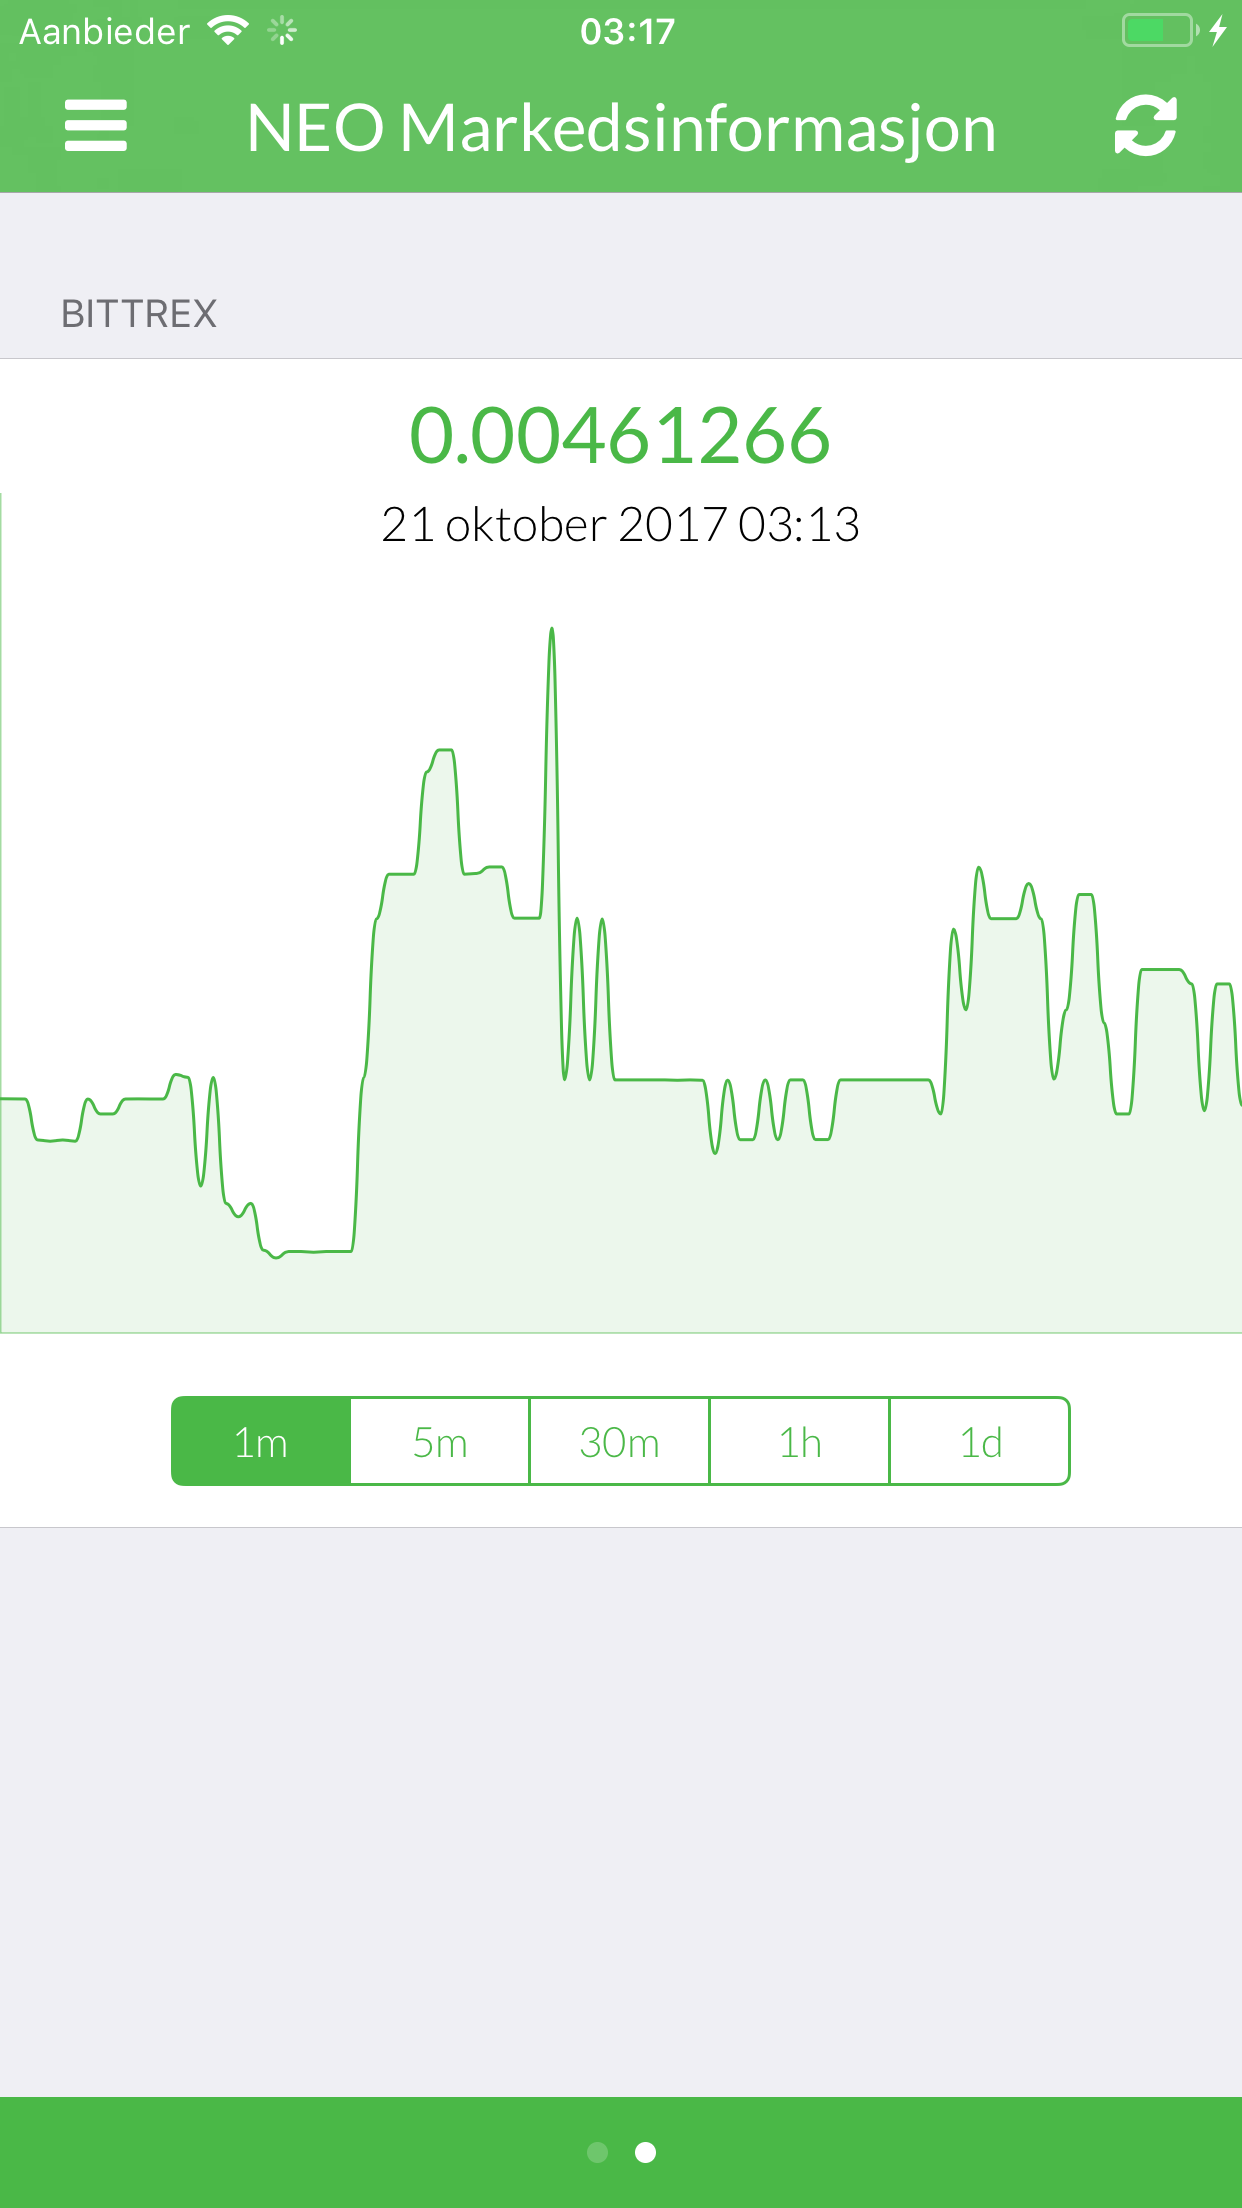 Aanbieder 03:17
NEO Markedsinformasjon
BITTREX
0.00461266
21 oktober 2017 03:13
1m 5m 30m 1h 1d